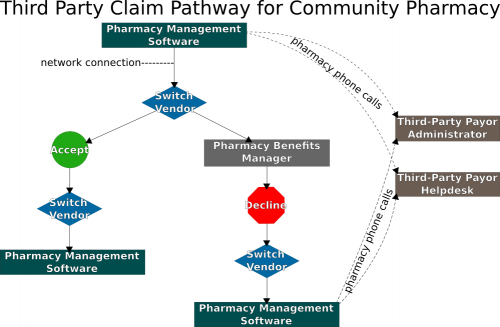 Third Party Claim Pathway for Community Pharmacy
Pharmacy Management
Software
network connection---------
pharmacy phone calls
Switch
Vendor
Third-Party Payor
Administrator
Accept
Pharmacy Benefits
Manager
Third-Party Payor
Helpdesk
Switch
Vendor
Decline
pharmacy phone calls
Pharmacy Management
Software
Switch
Vendor
Pharmacy Management
Software